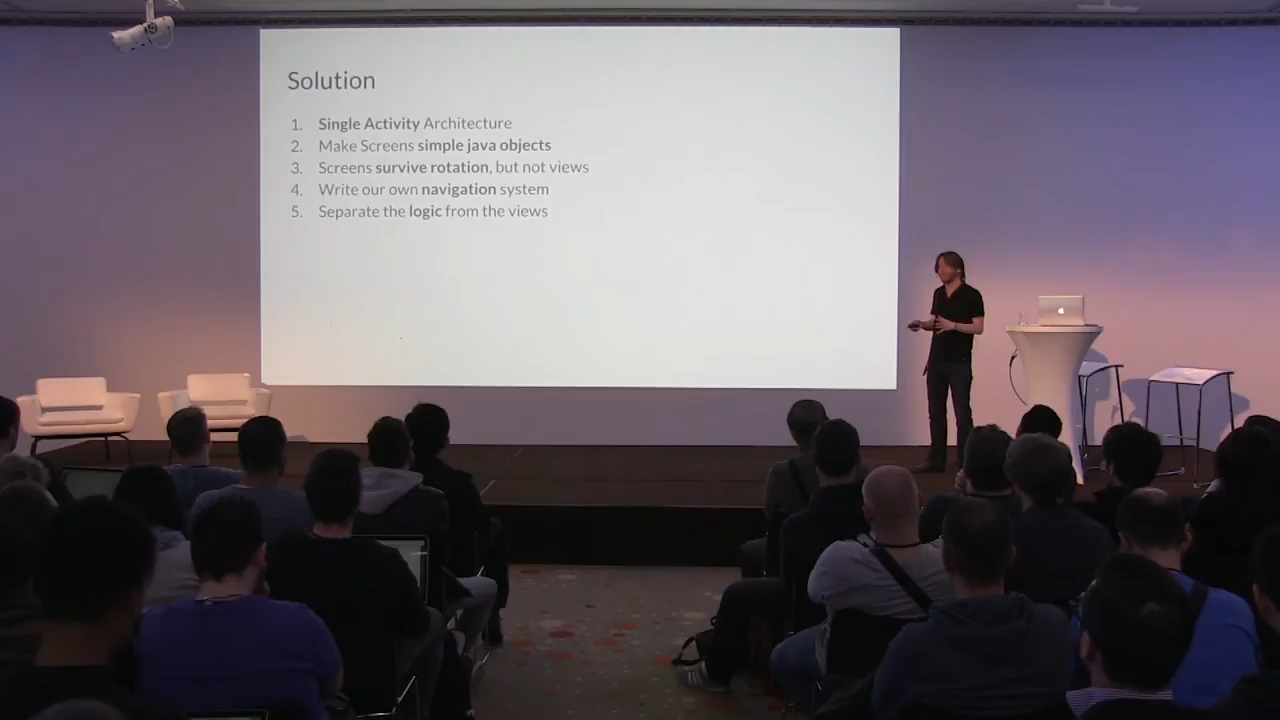 Solution
1. Single Activity Architecture
2. Make Screens simple java objects
3. Screens survive rotation, but not views
4. Write our own navigation system
5. Separate the logic from the views